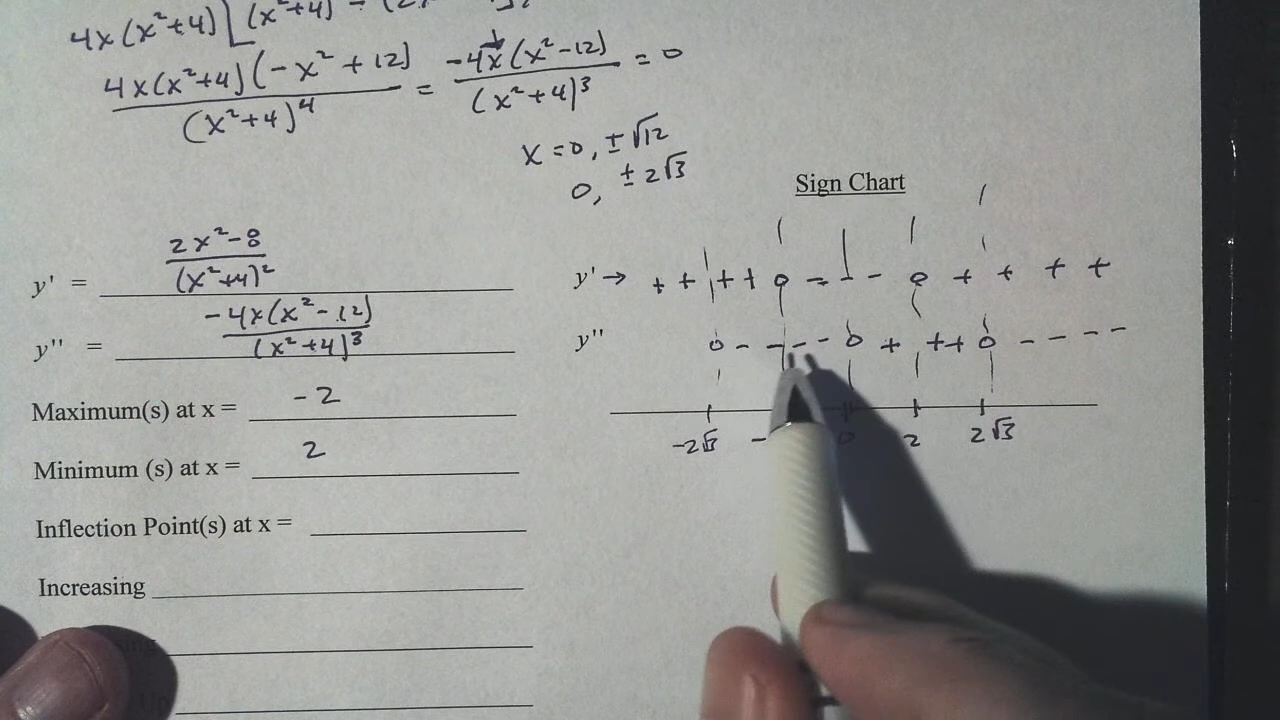 4x(x²+4)[(x²+4)
4x(x²+4)(-x²+12) / (x²+4)⁴ = -4x(x²-12) / (x²+4)³ = 0
x = 0, ±√12
0, ±2√3
Sign Chart
y' = 2x²-8 / (x²+4)²
y'' = -4x(x²-12) / (x²+4)³
Maximum(s) at x = -2
Minimum (s) at x = 2
Inflection Point(s) at x =
Increasing
y' → + + + + 0 - - - 0 + + + +
y'' 0 - - - - 0 + + + 0 - - - -
-2√3 - 0 2 2√3